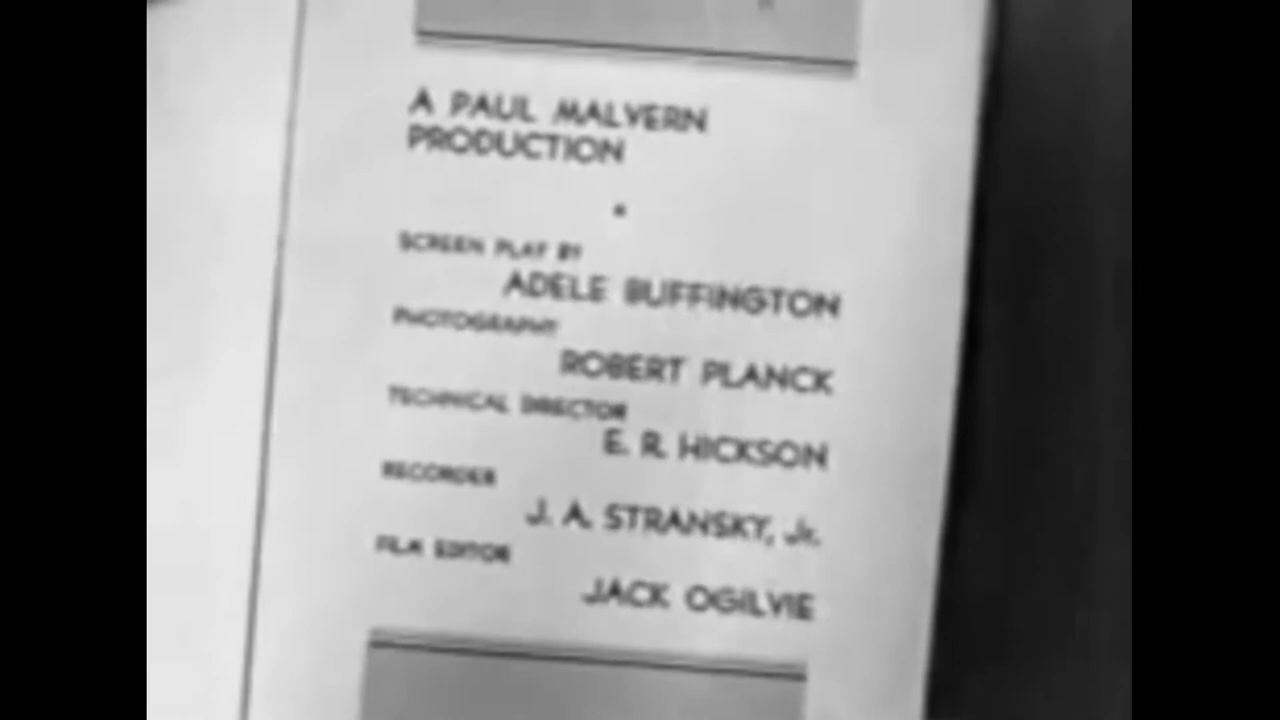 A PAUL MALVERN
PRODUCTION
SCREEN PLAY BY
ADELE BUFFINGTON
PHOTOGRAPHY
ROBERT PLANCK
TECHNICAL DIRECTOR
E. R. HICKSON
RECORDER
J. A. STRANSKY, Jr.
FILM EDITOR
JACK OGILVIE